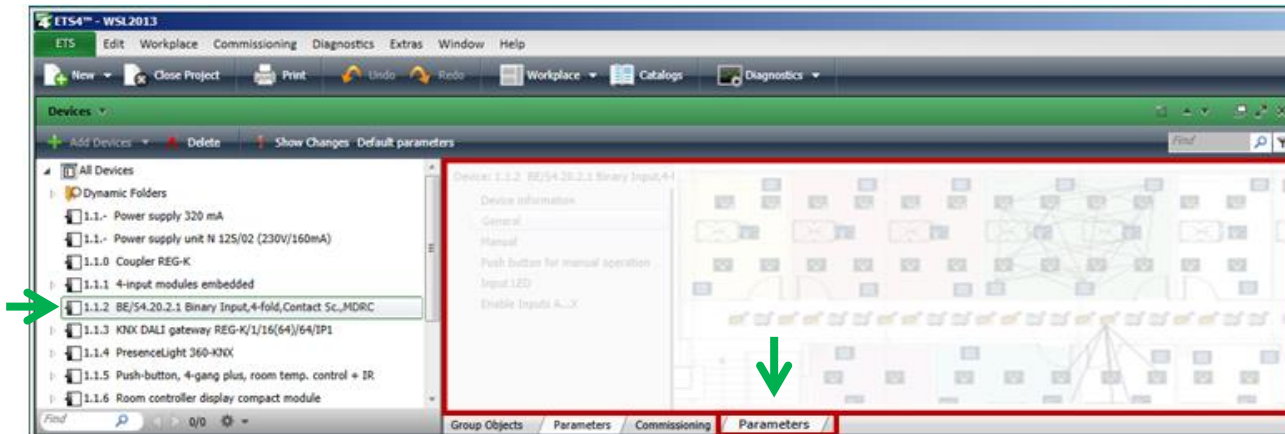 ETS4™ - WSL2013
ETS Edit Workplace Commissioning Diagnostics Extras Window Help
New Close Project Print Undo Redo Workplace Catalogs Diagnostics
Devices
Add Devices Delete Show Changes Default parameters Find
All Devices
Dynamic Folders
1.1.- Power supply 320 mA
1.1.- Power supply unit N 125/02 (230V/160mA)
1.1.0 Coupler REG-K
1.1.1 4-input modules embedded
1.1.2 BE/S4.20.2.1 Binary Input,4-fold,Contact Sc.,MDRC
1.1.3 KNX DALI gateway REG-K/1/16(64)/64/IP1
1.1.4 PresenceLight 360-KNX
1.1.5 Push-button, 4-gang plus, room temp. control + IR
1.1.6 Room controller display compact module
Find 0/0
Device: 1.1.2 BE/S4.20.2.1 Binary Input,4-f
Device information
General
Manual
Push button for manual operation
Input LED
Enable Inputs A...X
Group Objects Parameters Commissioning Parameters